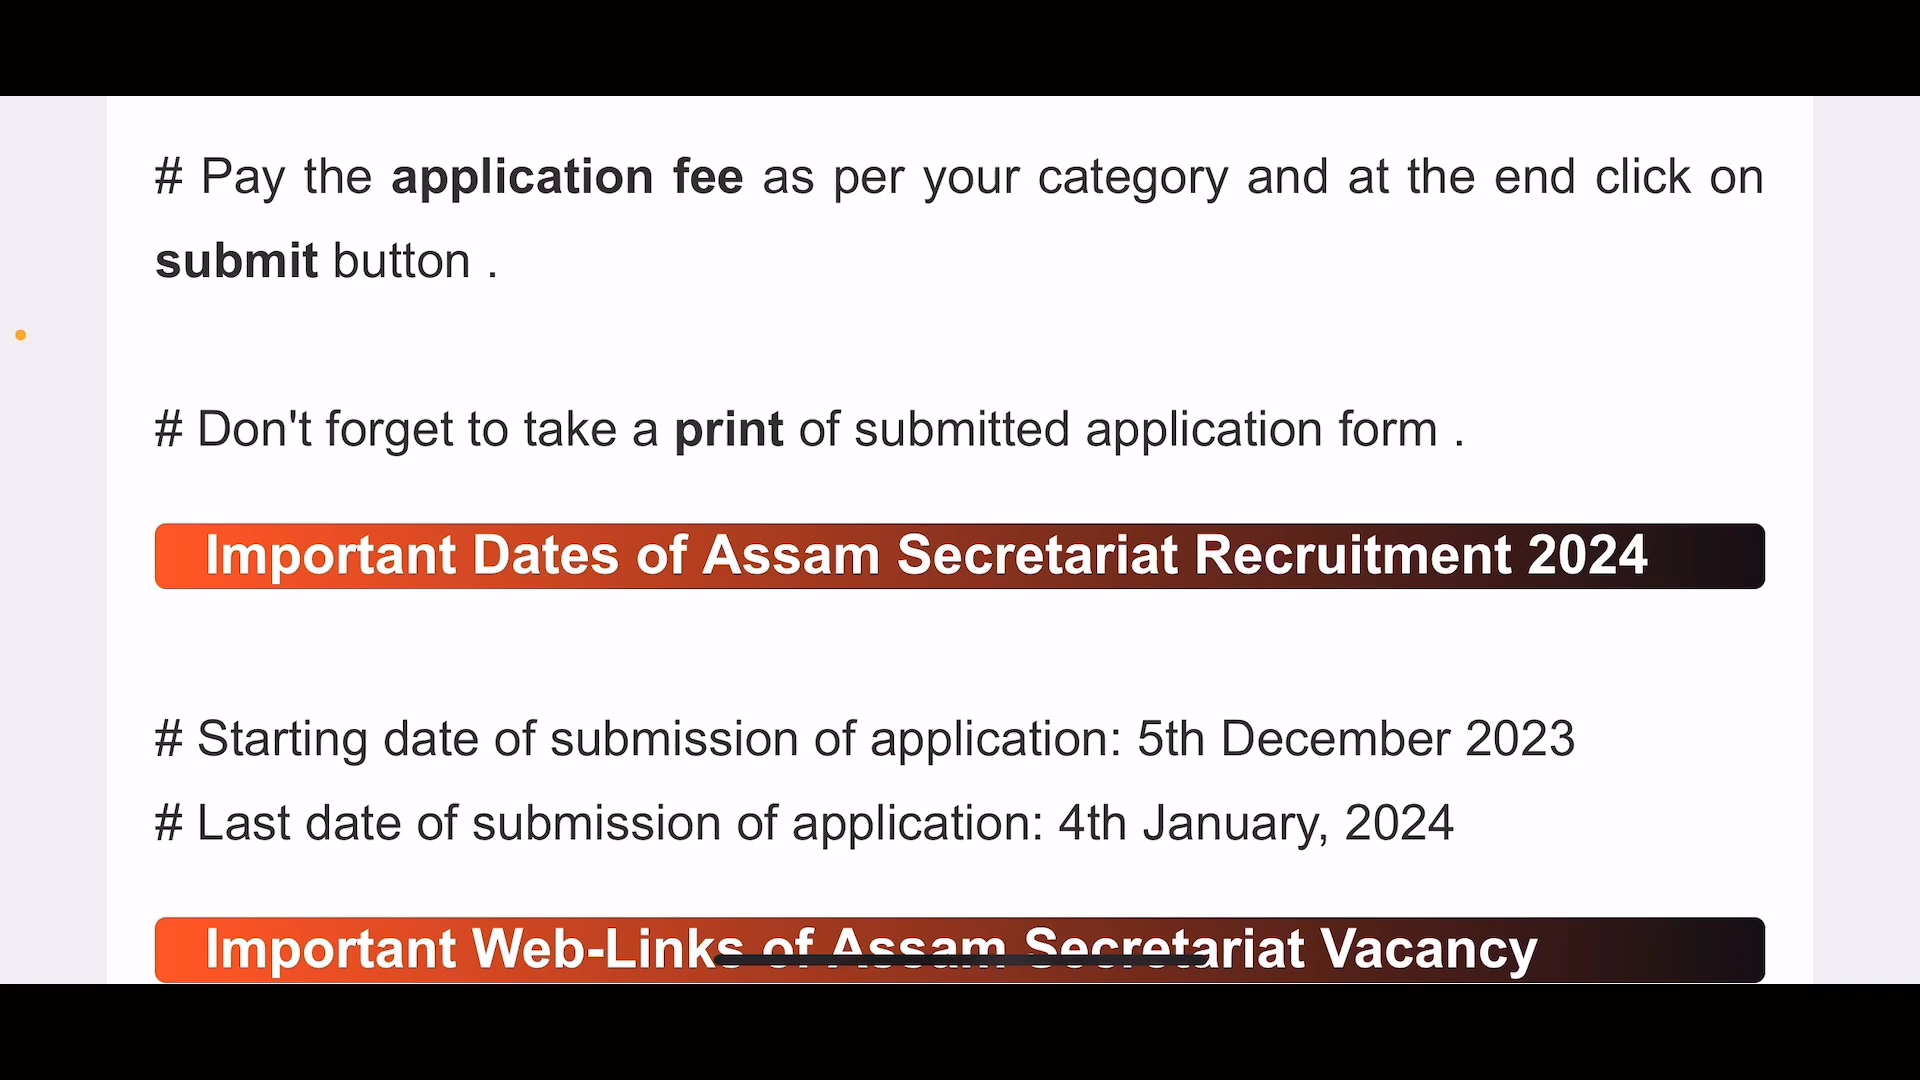 # Pay the application fee as per your category and at the end click on
submit button .
# Don't forget to take a print of submitted application form .
Important Dates of Assam Secretariat Recruitment 2024
# Starting date of submission of application: 5th December 2023
# Last date of submission of application: 4th January, 2024
Important Web-Links of Assam Secretariat Vacancy